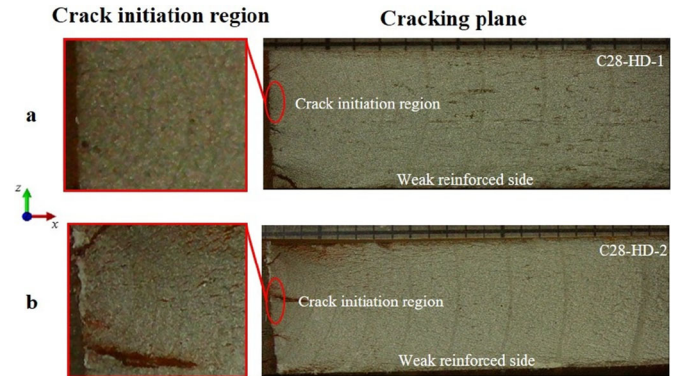 Crack initiation region
Cracking plane
a
C28-HD-1
Crack initiation region
Weak reinforced side
z
x
b
C28-HD-2
Crack initiation region
Weak reinforced side